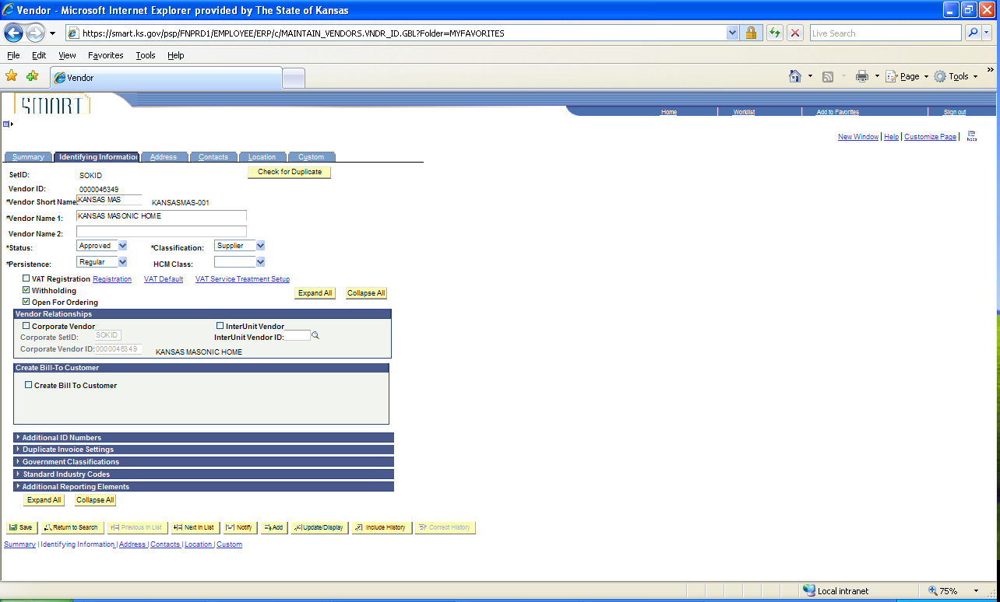 Vendor - Microsoft Internet Explorer provided by The State of Kansas
https://smart.ks.gov/psp/FNPRD1/EMPLOYEE/ERP/c/MAINTAIN_VENDORS.VNDR_ID.GBL?Folder=MYFAVORITES Live Search
File Edit View Favorites Tools Help
Vendor Page Tools
SMART
Home Worklist Add to Favorites Sign out
New Window | Help | Customize Page |
Summary Identifying Information Address Contacts Location Custom
SetID: SOKID Check for Duplicate
Vendor ID: 0000046349
*Vendor Short Name: KANSAS MAS KANSASMAS-001
*Vendor Name 1: KANSAS MASONIC HOME
Vendor Name 2:
*Status: Approved *Classification: Supplier
*Persistence: Regular HCM Class:
VAT Registration Registration VAT Default VAT Service Treatment Setup
Withholding
Expand All Collapse All
Open For Ordering
Vendor Relationships
Corporate Vendor InterUnit Vendor
Corporate SetID: SOKID InterUnit Vendor ID:
Corporate Vendor ID: 0000046349 KANSAS MASONIC HOME
Create Bill-To Customer
Create Bill To Customer
Additional ID Numbers
Duplicate Invoice Settings
Government Classifications
Standard Industry Codes
Additional Reporting Elements
Expand All Collapse All
Save Return to Search Previous in List Next in List Notify Add Update/Display Include History Correct History
Summary | Identifying Information | Address | Contacts | Location | Custom
Local intranet 75%